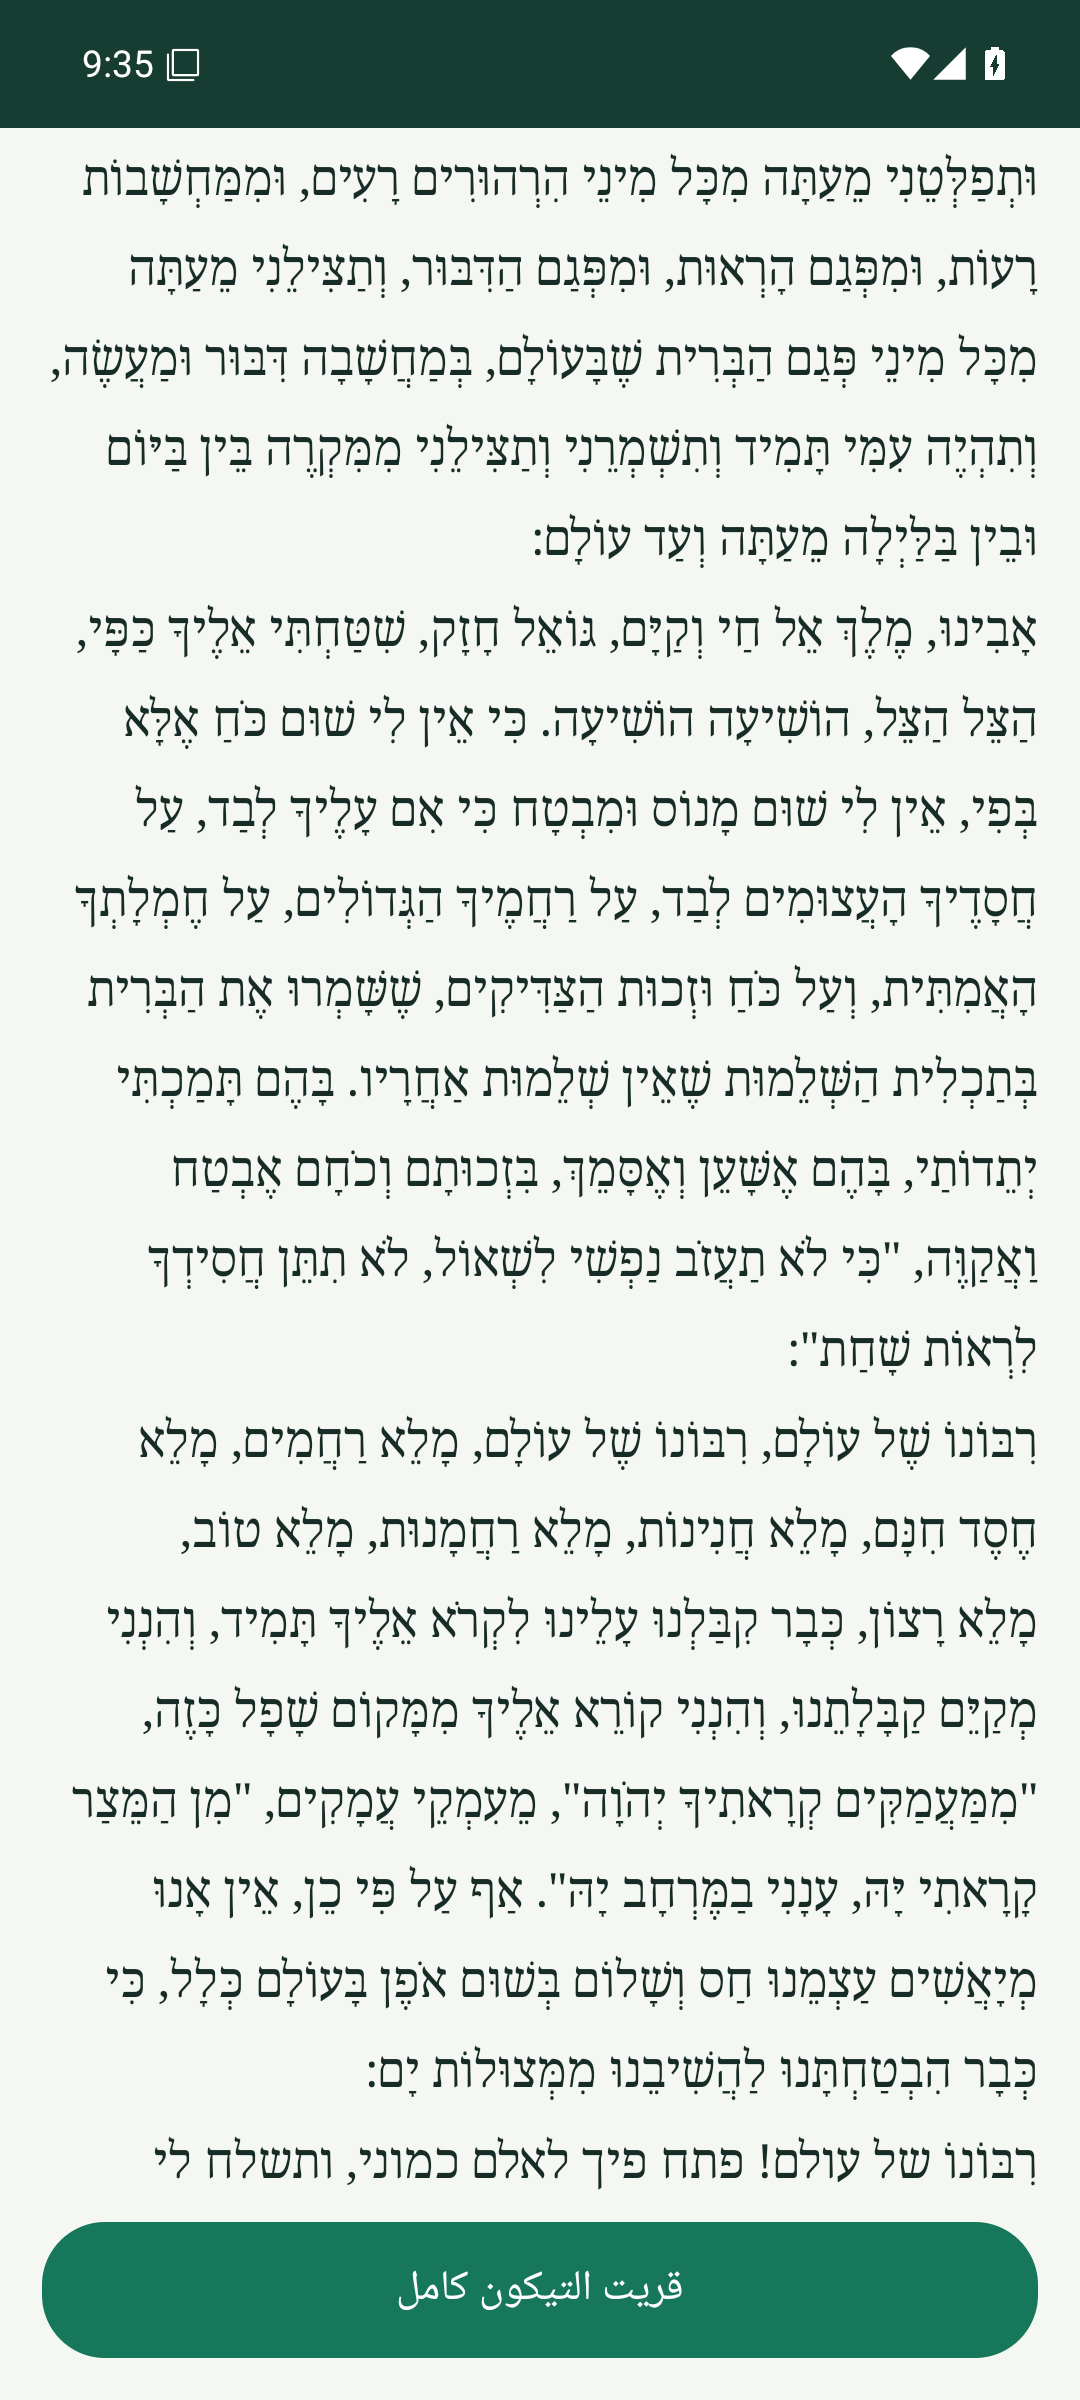 9:35
וּתְפַלְּטֵנִי מֵעַתָּה מִכָּל מִינֵי הִרְהוּרִים רָעִים, וּמִמַּחְשָׁבוֹת
רָעוֹת, וּמִפְּגַם הָרְאוּת, וּמִפְּגַם הַדִּבּוּר, וְתַצִּילֵנִי מֵעַתָּה
מִכָּל מִינֵי פְּגַם הַבְּרִית שֶׁבָּעוֹלָם, בְּמַחֲשָׁבָה דִּבּוּר וּמַעֲשֶׂה,
וְתִהְיֶה עִמִּי תָּמִיד וְתִשְׁמְרֵנִי וְתַצִּילֵנִי מִמִּקְרֶה בֵּין בַּיּוֹם
וּבֵין בַּלַּיְלָה מֵעַתָּה וְעַד עוֹלָם:
אָבִינוּ, מֶלֶךְ אֵל חַי וְקַיָּם, גּוֹאֵל חָזָק, שִׁטַּחְתִּי אֵלֶיךָ כַּפָּי,
הַצֵּל הַצֵּל, הוֹשִׁיעָה הוֹשִׁיעָה. כִּי אֵין לִי שׁוּם כֹּחַ אֶלָּא
בְּפִי, אֵין לִי שׁוּם מָנוֹס וּמִבְטָח כִּי אִם עָלֶיךָ לְבַד, עַל
חֲסָדֶיךָ הָעֲצוּמִים לְבַד, עַל רַחֲמֶיךָ הַגְּדוֹלִים, עַל חֶמְלָתְךָ
הָאֲמִתִּית, וְעַל כֹּחַ וּזְכוּת הַצַּדִּיקִים, שֶׁשָּׁמְרוּ אֶת הַבְּרִית
בְּתַכְלִית הַשְּׁלֵמוּת שֶׁאֵין שְׁלֵמוּת אַחֲרָיו. בָּהֶם תָּמַכְתִּי
יְתֵדוֹתַי, בָּהֶם אֶשָּׁעֵן וְאֶסָּמֵךְ, בִּזְכוּתָם וְכֹחָם אֶבְטַח
וַאֲקַוֶּה, "כִּי לֹא תַעֲזֹב נַפְשִׁי לִשְׁאוֹל, לֹא תִתֵּן חֲסִידְךָ
לִרְאוֹת שָׁחַת":
רִבּוֹנוֹ שֶׁל עוֹלָם, רִבּוֹנוֹ שֶׁל עוֹלָם, מָלֵא רַחֲמִים, מָלֵא
חֶסֶד חִנָּם, מָלֵא חֲנִינוֹת, מָלֵא רַחֲמָנוּת, מָלֵא טוֹב,
מָלֵא רָצוֹן, כְּבָר קִבַּלְנוּ עָלֵינוּ לִקְרֹא אֵלֶיךָ תָּמִיד, וְהִנְנִי
מְקַיֵּם קַבָּלָתֵנוּ, וְהִנְנִי קוֹרֵא אֵלֶיךָ מִמָּקוֹם שָׁפָל כָּזֶה,
"מִמַּעֲמַקִּים קְרָאתִיךָ יְהֹוָה", מֵעִמְקֵי עֲמָקִים, "מִן הַמֵּצַר
קָרָאתִי יָּהּ, עָנָנִי בַמֶּרְחָב יָהּ". אַף עַל פִּי כֵן, אֵין אָנוּ
מְיָאֲשִׁים עַצְמֵנוּ חַס וְשָׁלוֹם בְּשׁוּם אֹפֶן בָּעוֹלָם כְּלָל, כִּי
כְּבָר הִבְטַחְתָּנוּ לַהֲשִׁיבֵנוּ מִמְּצוּלוֹת יָם:
רִבּוֹנוֹ של עולם! פתח פיך לאלם כמוני, ותשלח לי
قريت التيكون كامل